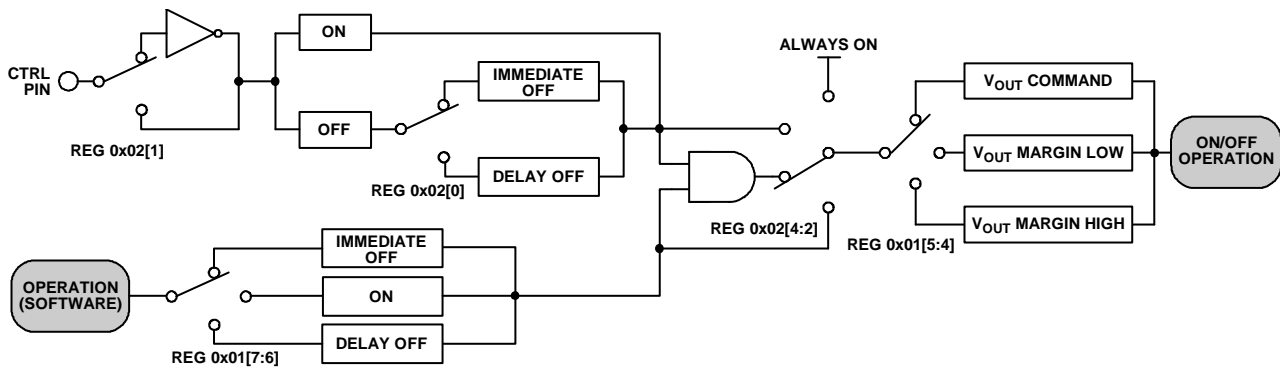 CTRL
PIN
REG 0x02[1]
ON
OFF
IMMEDIATE
OFF
DELAY OFF
REG 0x02[0]
ALWAYS ON
REG 0x02[4:2]
VOUT COMMAND
VOUT MARGIN LOW
VOUT MARGIN HIGH
REG 0x01[5:4]
ON/OFF
OPERATION
OPERATION
(SOFTWARE)
IMMEDIATE
OFF
ON
DELAY OFF
REG 0x01[7:6]